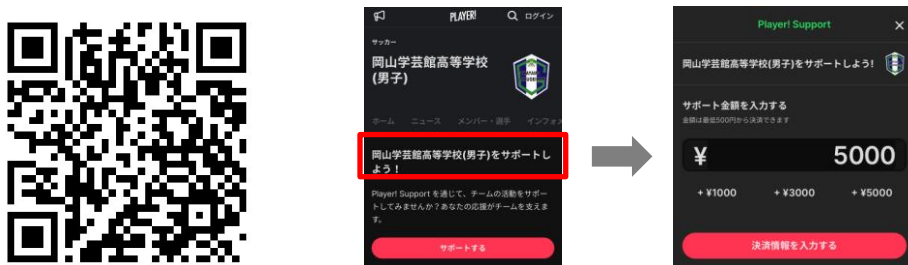 PLAYER!
ログイン
サッカー
岡山学芸館高等学校
(男子)
ホーム ニュース メンバー・選手 インフォメ
岡山学芸館高等学校(男子)をサポートし
よう！
Player! Support を通じて、チームの活動をサポー
トしてみませんか？あなたの応援がチームを支えま
す。
サポートする
Player! Support
×
岡山学芸館高等学校(男子)をサポートしよう!
サポート金額を入力する
金額は最低500円から決済できます
¥ 5000
+ ¥1000 + ¥3000 + ¥5000
決済情報を入力する